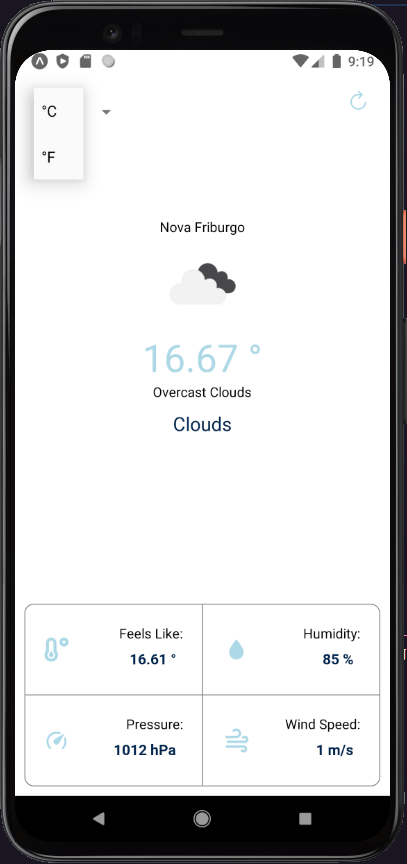 9:19
°C
°F
Nova Friburgo
16.67 °
Overcast Clouds
Clouds
Feels Like:
16.61 °
Humidity:
85 %
Pressure:
1012 hPa
Wind Speed:
1 m/s